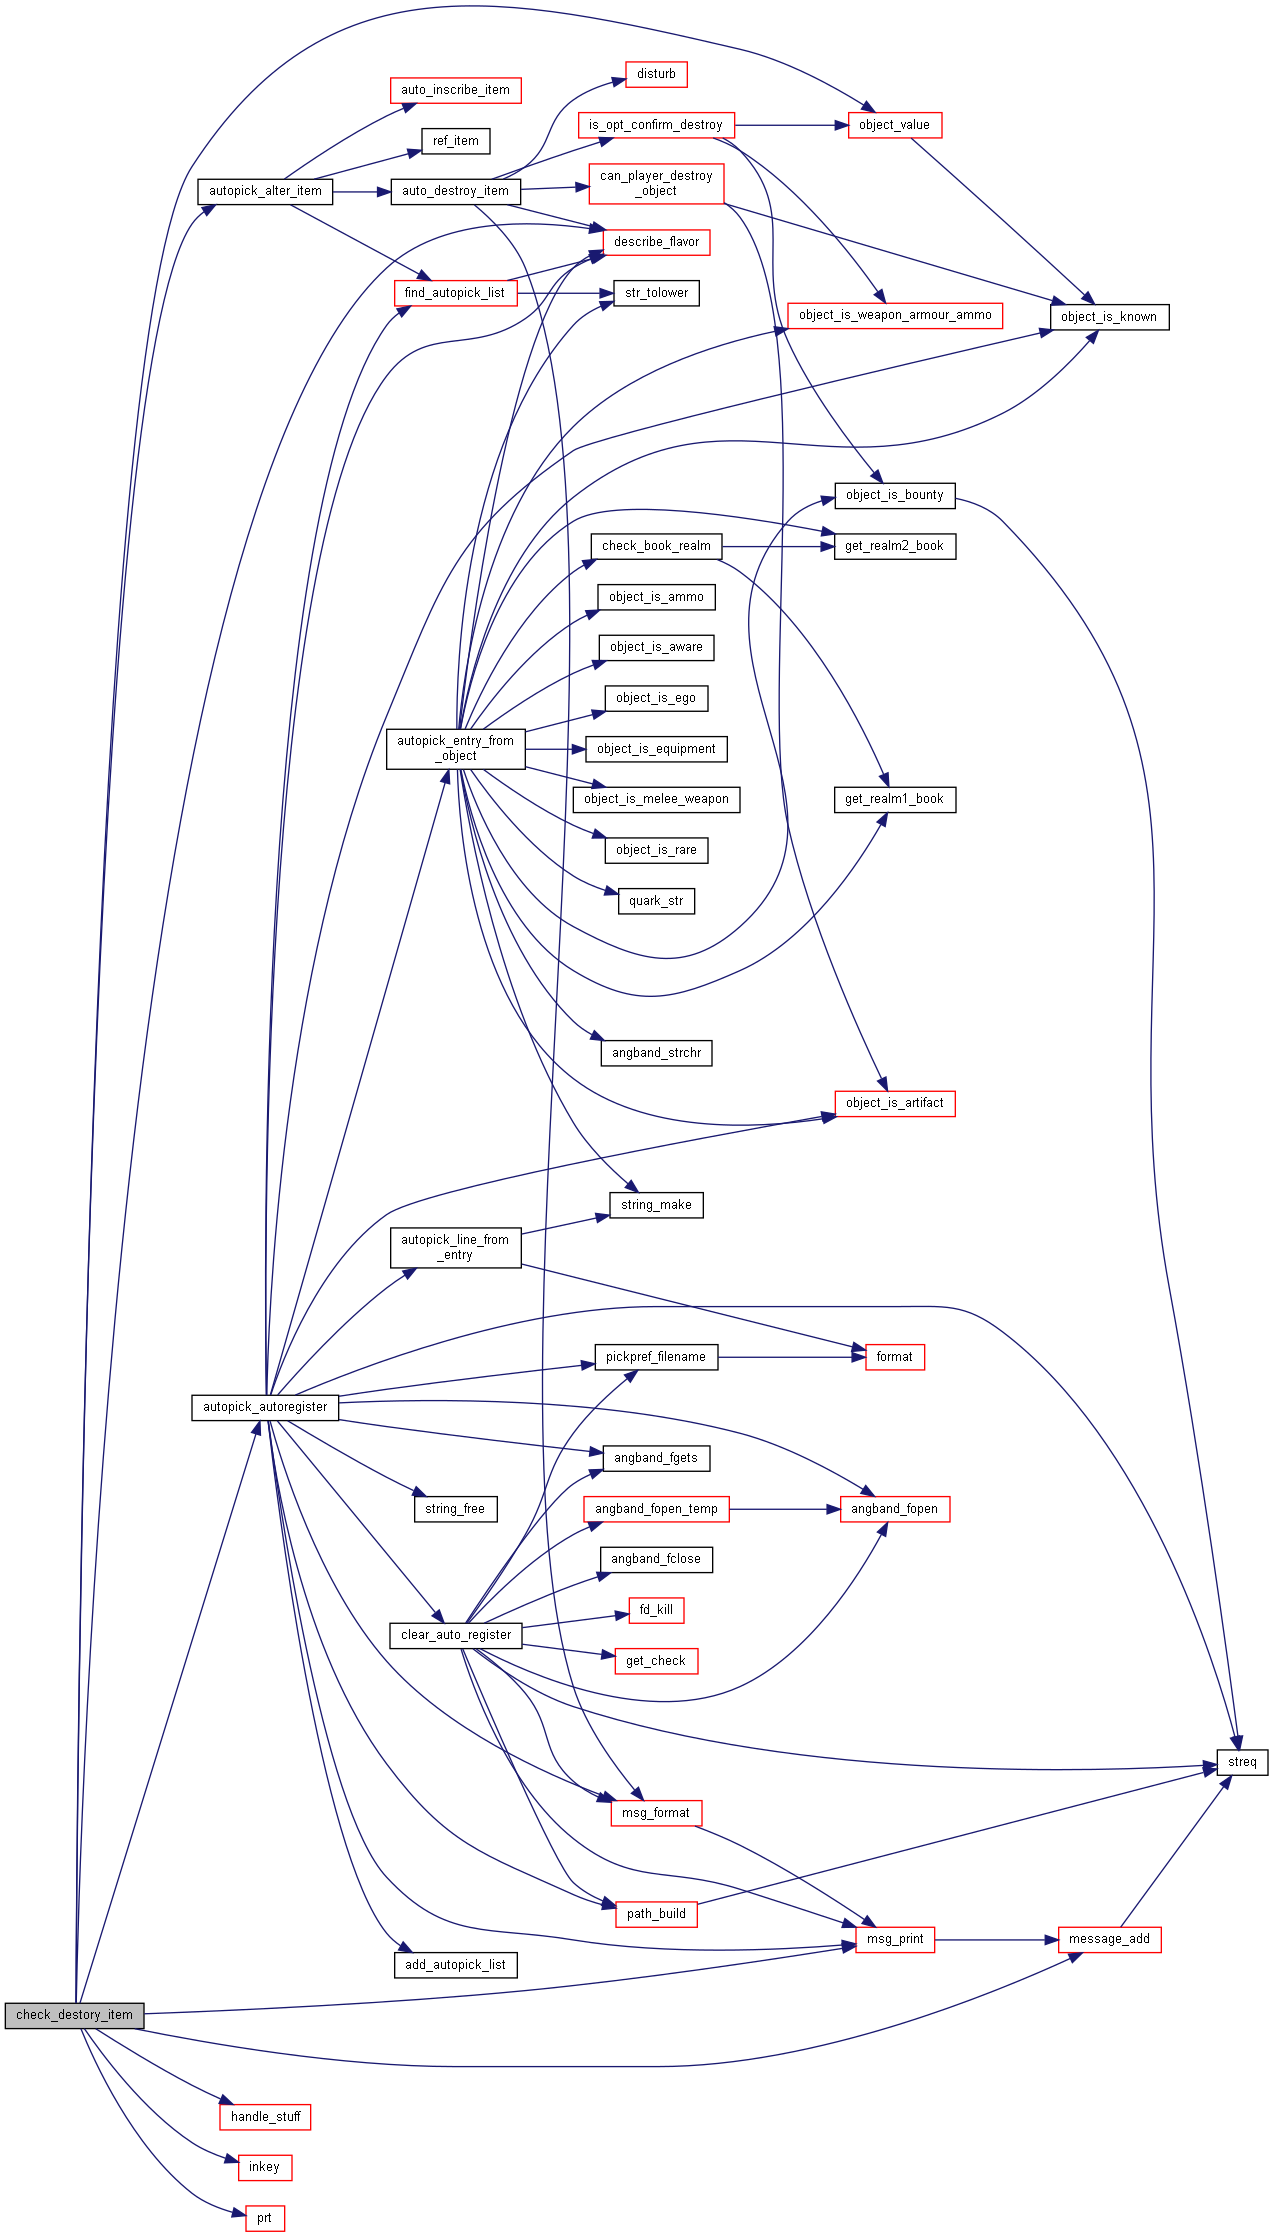 disturb
auto_inscribe_item
is_opt_confirm_destroy
object_value
ref_item
autopick_alter_item
auto_destroy_item
can_player_destroy
_object
describe_flavor
find_autopick_list
str_tolower
object_is_weapon_armour_ammo
object_is_known
object_is_bounty
check_book_realm
get_realm2_book
object_is_ammo
object_is_aware
object_is_ego
autopick_entry_from
_object
object_is_equipment
object_is_melee_weapon
get_realm1_book
object_is_rare
quark_str
angband_strchr
object_is_artifact
string_make
autopick_line_from
_entry
pickpref_filename
format
autopick_autoregister
angband_fgets
string_free
angband_fopen_temp
angband_fopen
angband_fclose
fd_kill
clear_auto_register
get_check
streq
msg_format
path_build
msg_print
message_add
add_autopick_list
check_destory_item
handle_stuff
inkey
prt